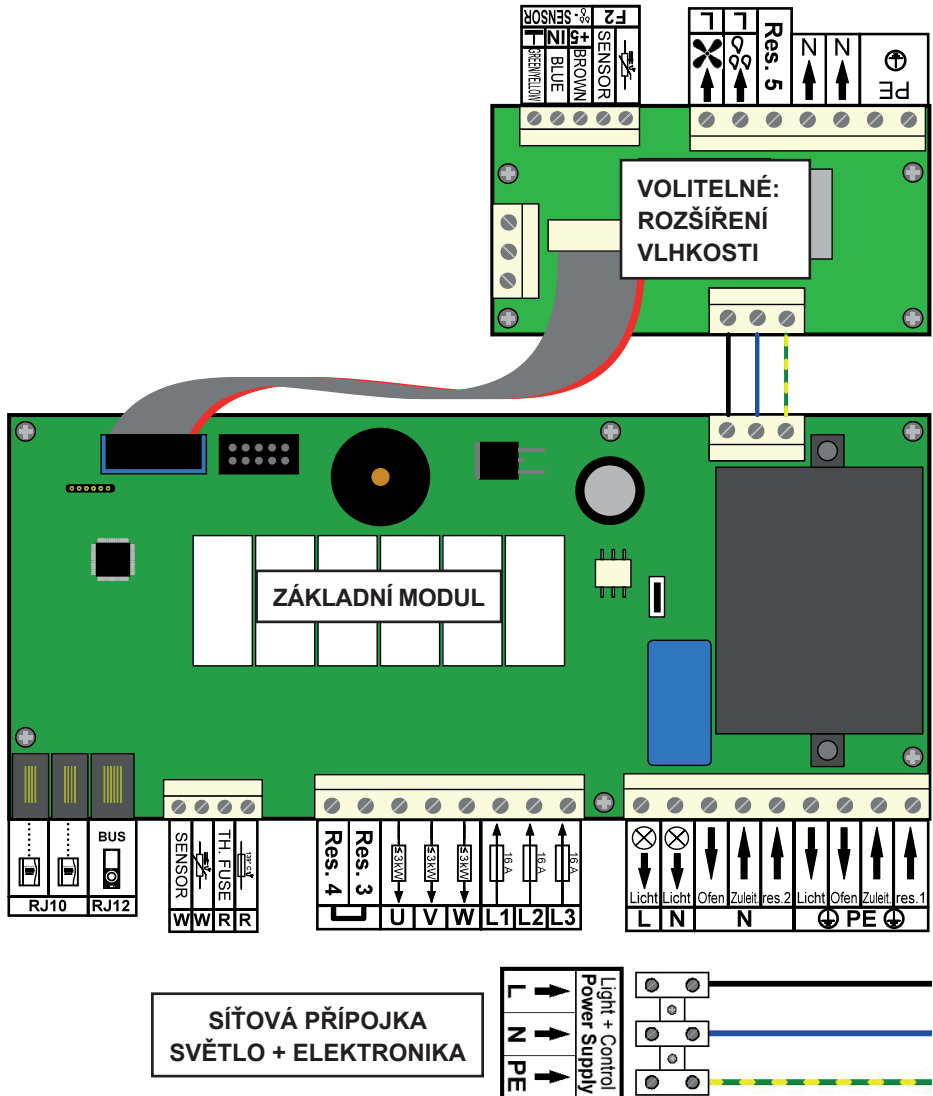 ⊥ IN +5
-SENSOR F2
GREEN/YELLOW
BLUE
BROWN
SENSOR
L L Res. 5 N N PE
VOLITELNÉ:
ROZŠÍŘENÍ
VLHKOSTI
ZÁKLADNÍ MODUL
BUS
RJ10 RJ12
SENSOR
TH. FUSE
139° C
W W R R
Res. 4
Res. 3
≤3kW ≤3kW ≤3kW
16 A 16 A 16 A
U V W L1 L2 L3
Licht Licht Ofen Zuleit. res.2 Licht Ofen Zuleit. res.1
L N N PE
SÍŤOVÁ PŘÍPOJKA
SVĚTLO + ELEKTRONIKA
Light + Control
Power Supply
L
N
PE